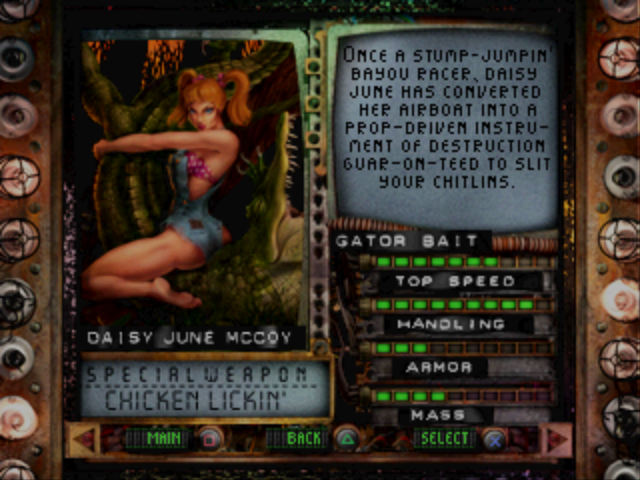 ONCE A STUMP-JUMPIN'
BAYOU RACER, DAISY
JUNE HAS CONVERTED
HER AIRBOAT INTO A
PROP-DRIVEN INSTRU-
MENT OF DESTRUCTION
GUAR-ON-TEED TO SLIT
YOUR CHITLINS.
GATOR BAIT
TOP SPEED
HANDLING
ARMOR
MASS
DAISY JUNE MCCOY
SPECIAL WEAPON
CHICKEN LICKIN'
MAIN BACK SELECT